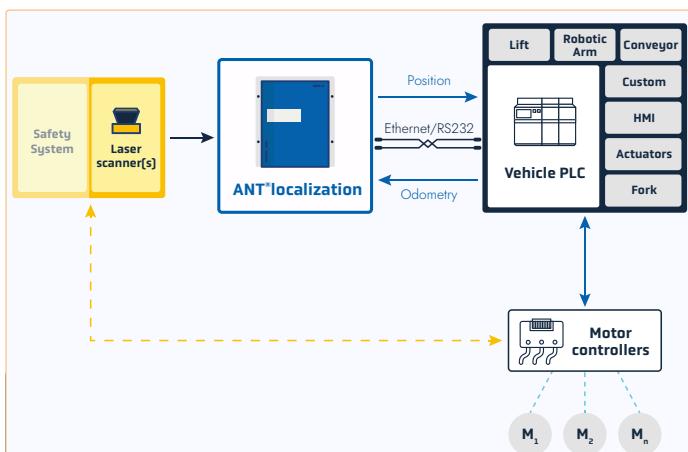 Safety
System
Laser
scanner(s)
ANT®localization
Position
Ethernet/RS232
Odometry
Lift
Robotic
Arm
Conveyor
Vehicle PLC
Custom
HMI
Actuators
Fork
Motor
controllers
M1
M2
Mn